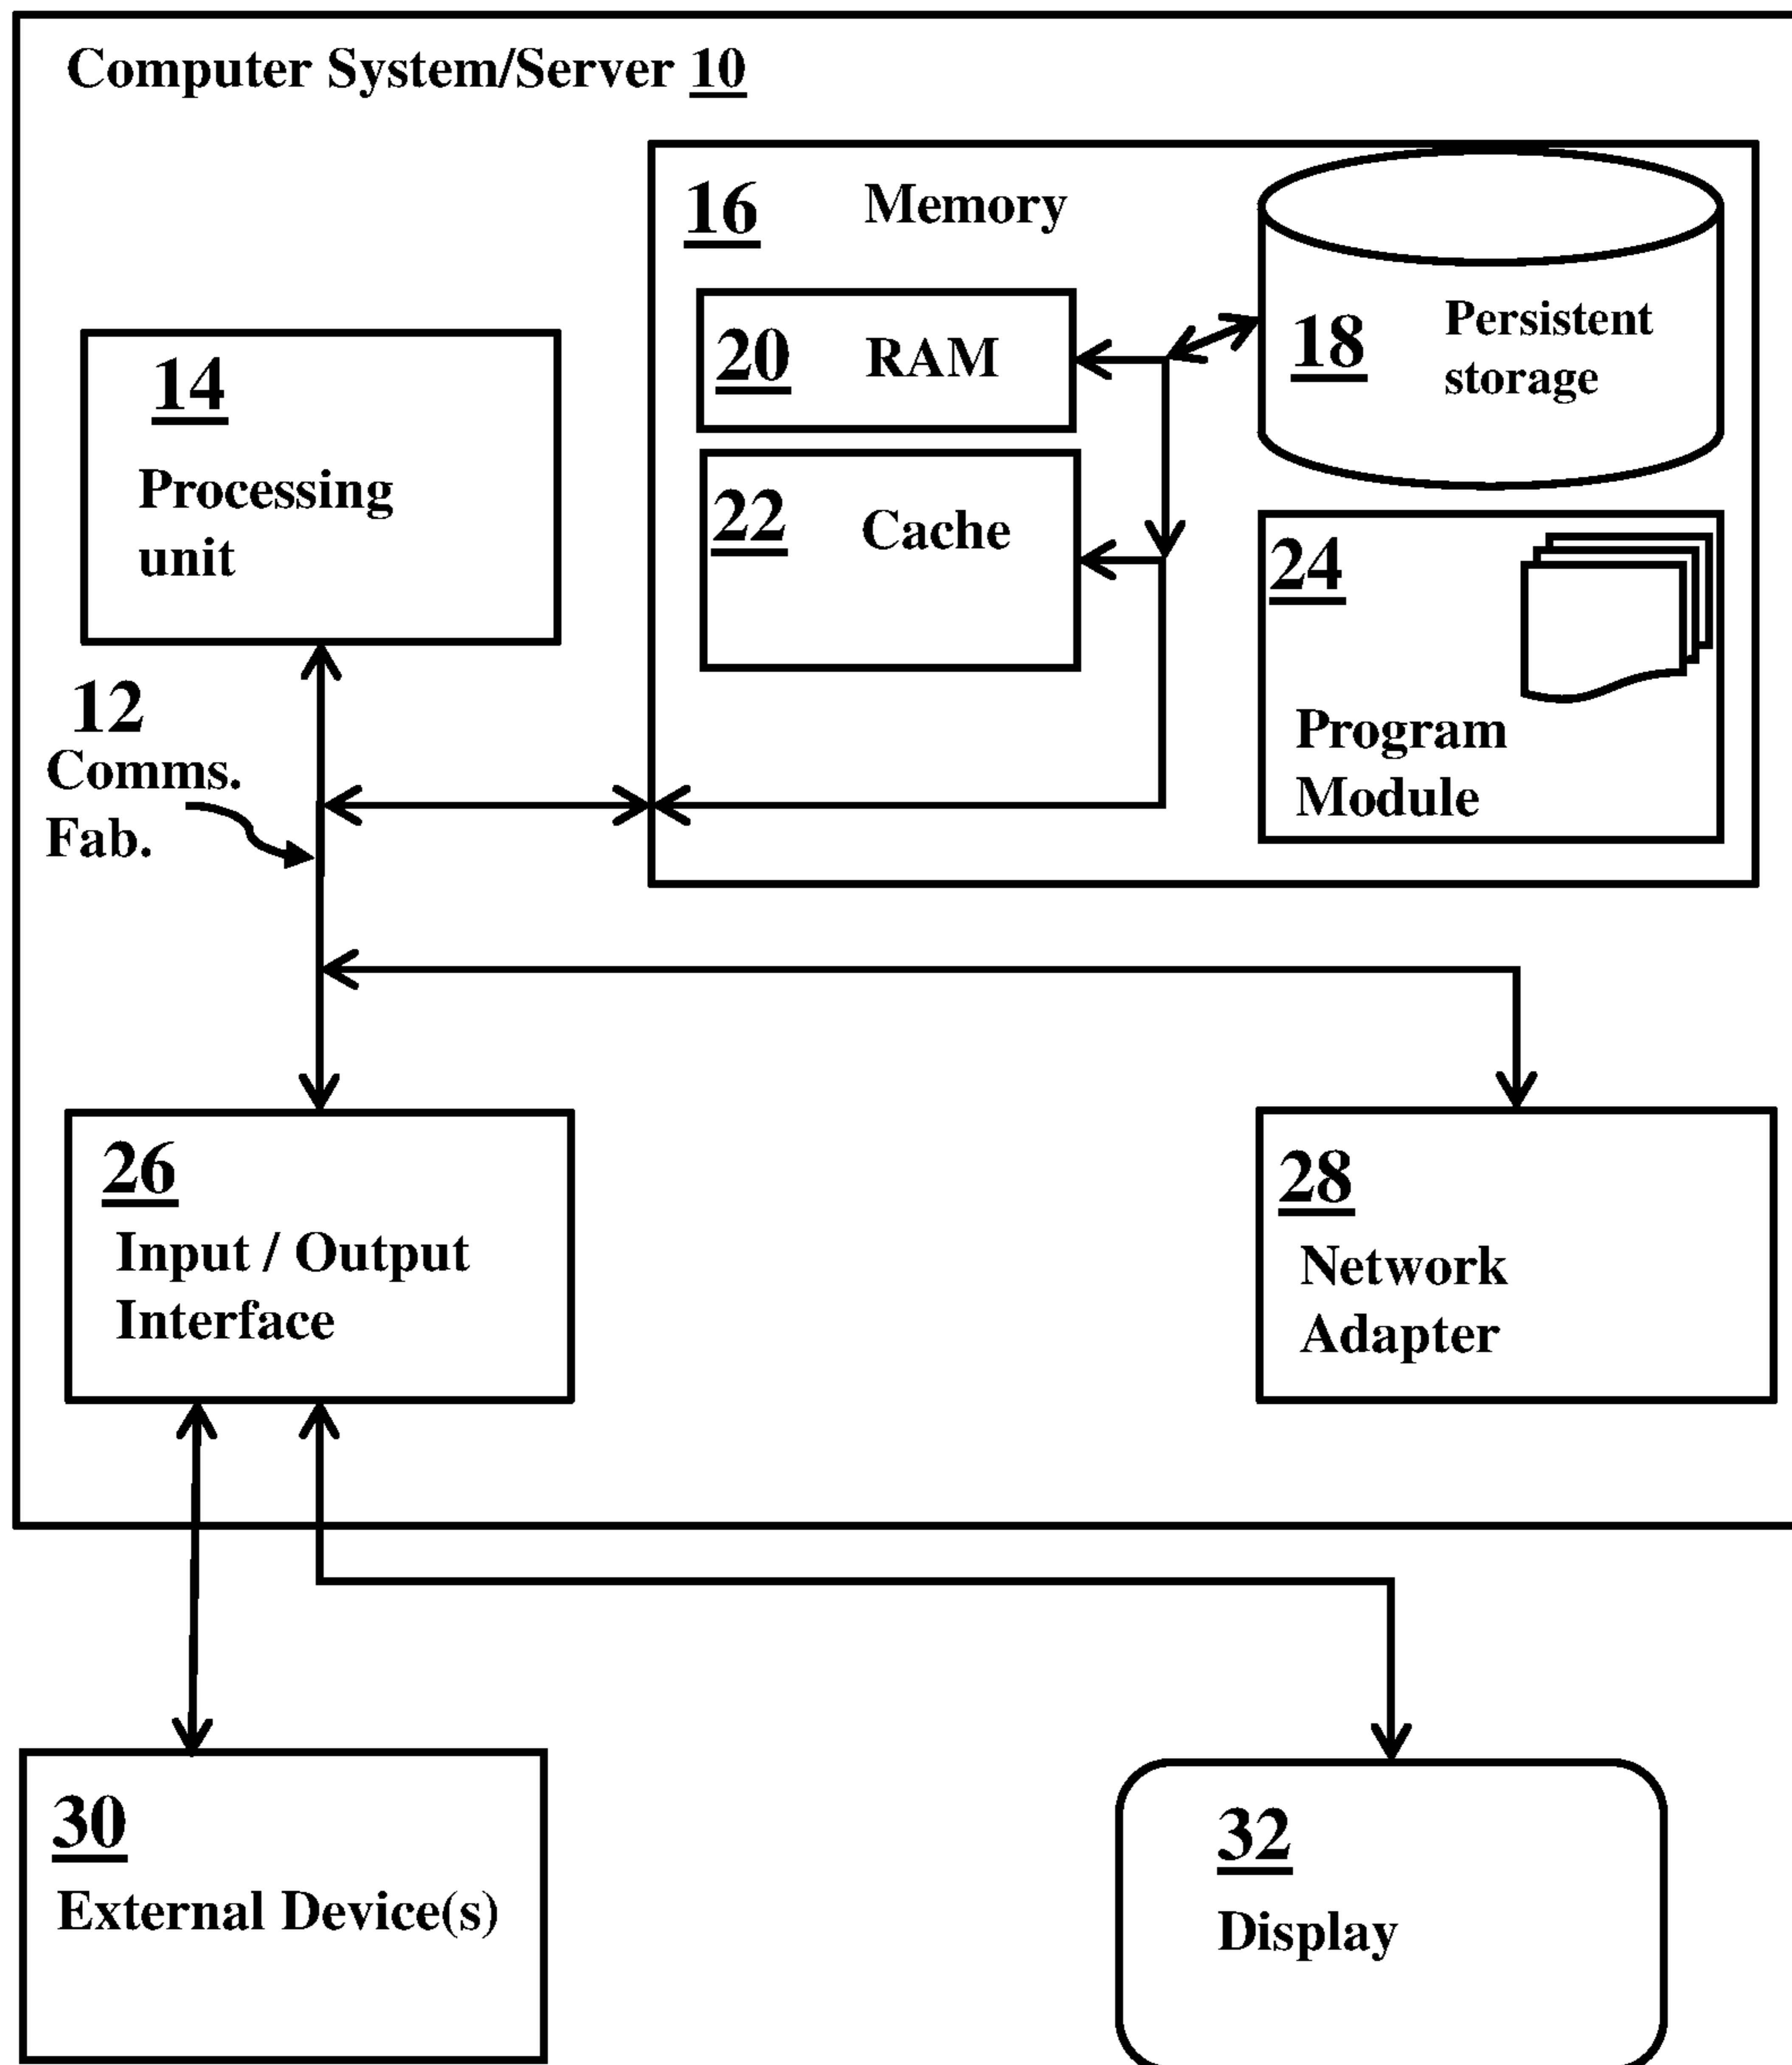 Computer System/Server 10
16 Memory
20 RAM
18 Persistent
storage
14
Processing
unit
22 Cache
24
Program
Module
12
Comms.
Fab.
26
Input / Output
Interface
28
Network
Adapter
30
External Device(s)
32
Display